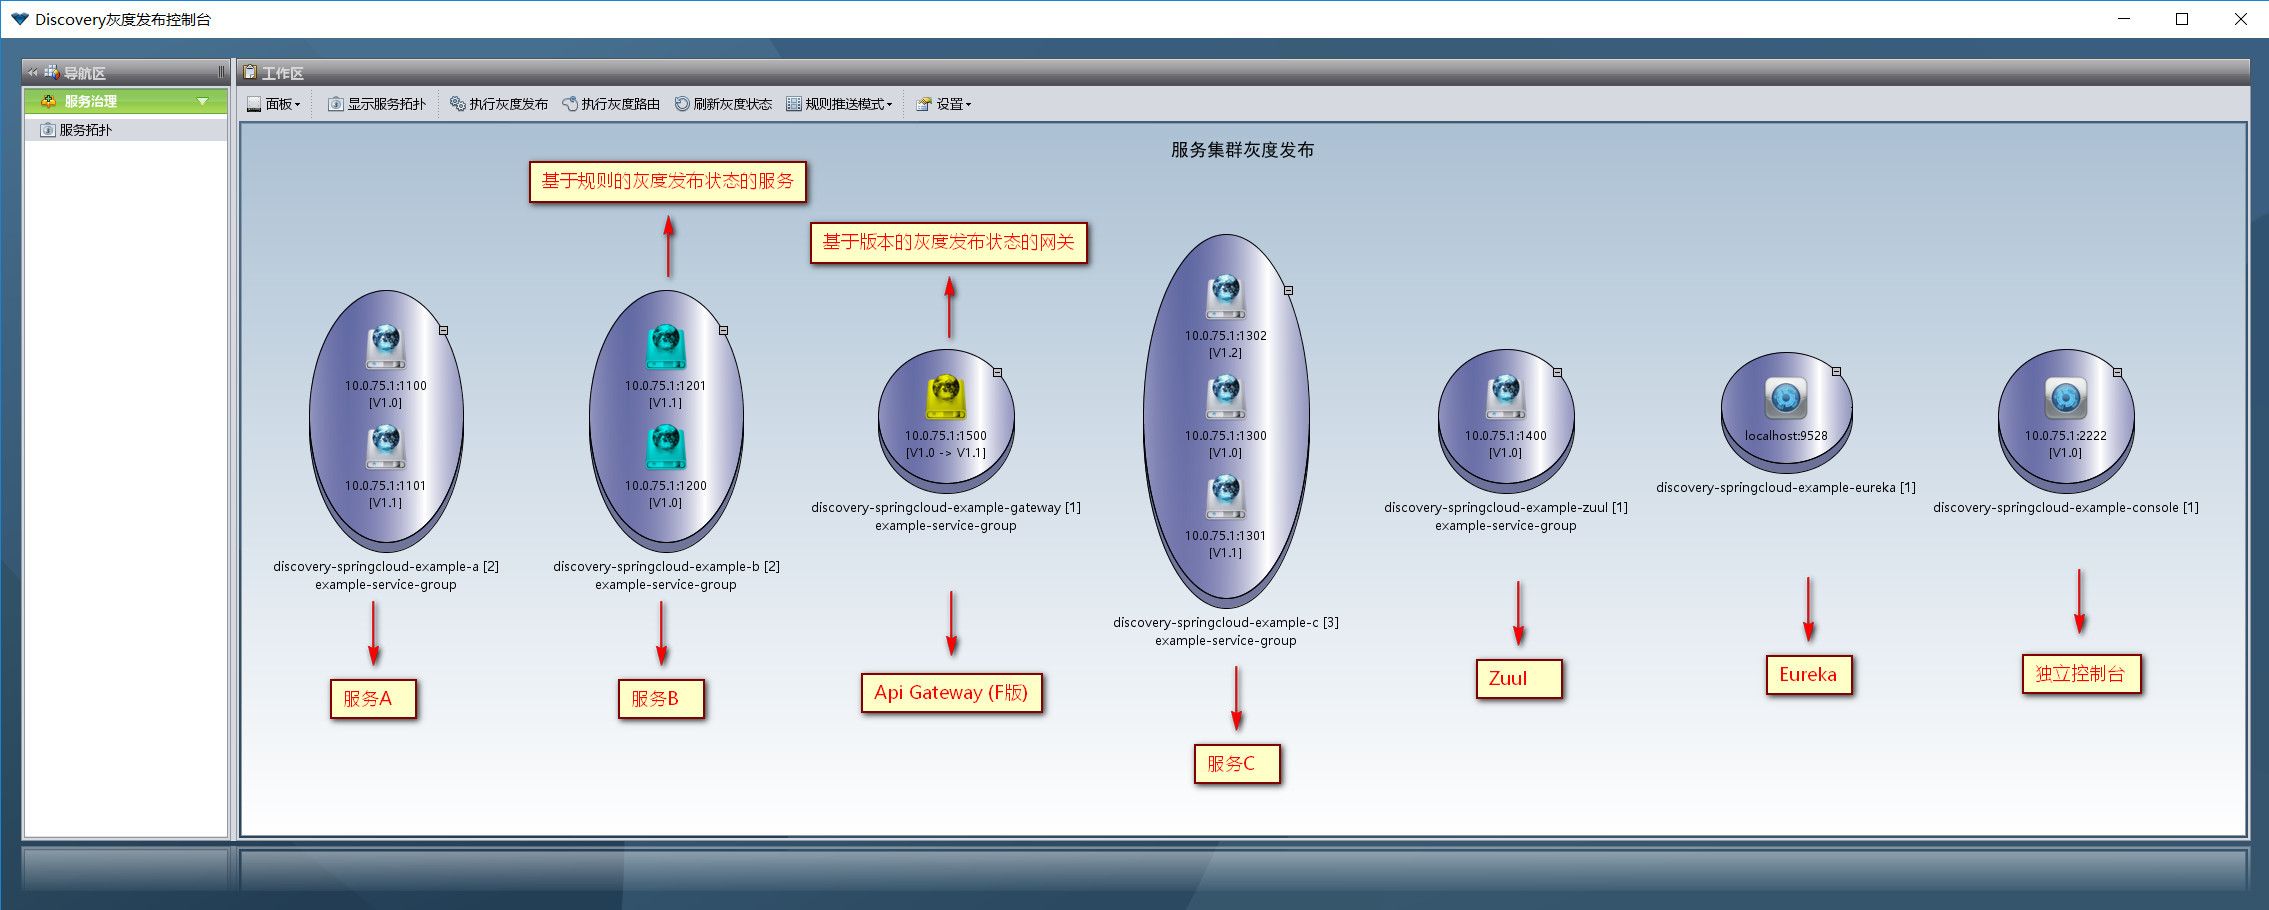 Discovery灰度发布控制台
导航区
服务治理
服务拓扑
工作区
面板 显示服务拓扑 执行灰度发布 执行灰度路由 刷新灰度状态 规则推送模式 设置
服务集群灰度发布
基于规则的灰度发布状态的服务
基于版本的灰度发布状态的网关
10.0.75.1:1100
[V1.0]
10.0.75.1:1101
[V1.1]
discovery-springcloud-example-a [2]
example-service-group
服务A
10.0.75.1:1201
[V1.1]
10.0.75.1:1200
[V1.0]
discovery-springcloud-example-b [2]
example-service-group
服务B
10.0.75.1:1500
[V1.0 -> V1.1]
discovery-springcloud-example-gateway [1]
example-service-group
Api Gateway (F版)
10.0.75.1:1302
[V1.2]
10.0.75.1:1300
[V1.0]
10.0.75.1:1301
[V1.1]
discovery-springcloud-example-c [3]
example-service-group
服务C
10.0.75.1:1400
[V1.0]
discovery-springcloud-example-zuul [1]
example-service-group
Zuul
localhost:9528
discovery-springcloud-example-eureka [1]
Eureka
10.0.75.1:2222
[V1.0]
discovery-springcloud-example-console [1]
独立控制台